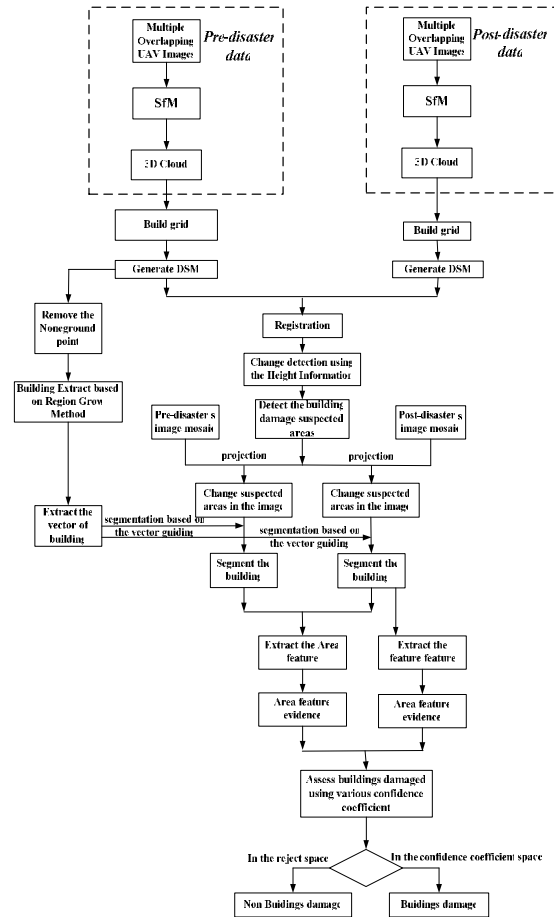 Multiple
Overlapping
UAV Images
Pre-disaster
data
SfM
3D Cloud
Multiple
Overlapping
UAV Images
Post-disaster
data
SfM
3D Cloud
Build grid
Build grid
Generate DSM
Generate DSM
Remove the
Noneground
point
Registration
Change detection using
the Height Information
Building Extract based
on Region Grow
Method
Detect the building
damage suspected
areas
Pre-disaster s
image mosaic
Post-disaster s
image mosaic
projection
projection
Change suspected
areas in the image
Change suspected
areas in the image
Extract the
vector of
building
segmentation based on
the vector guiding
segmentation based on
the vector guiding
Segment the
building
Segment the
building
Extract the Area
feature
Extract the
feature feature
Area feature
evidence
Area feature
evidence
Assess buildings damaged
using various confidence
coefficient
In the reject space
In the confidence coefficient space
Non Buidings damage
Buidings damage